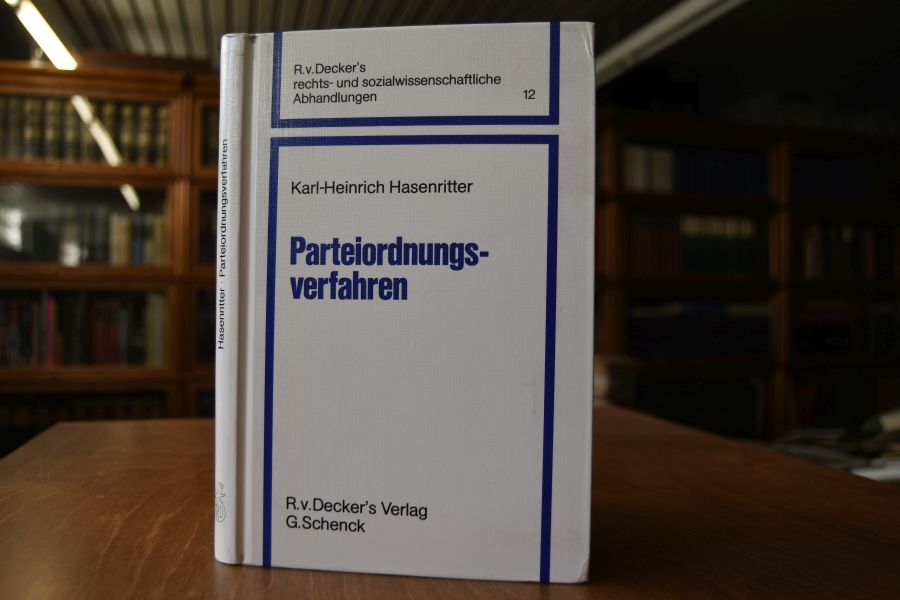 R.v.Decker's
rechts- und sozialwissenschaftliche
Abhandlungen 12
Karl-Heinrich Hasenritter
Parteiordnungs-
verfahren
R.v.Decker's Verlag
G.Schenck
Hasenritter · Parteiordnungsverfahren